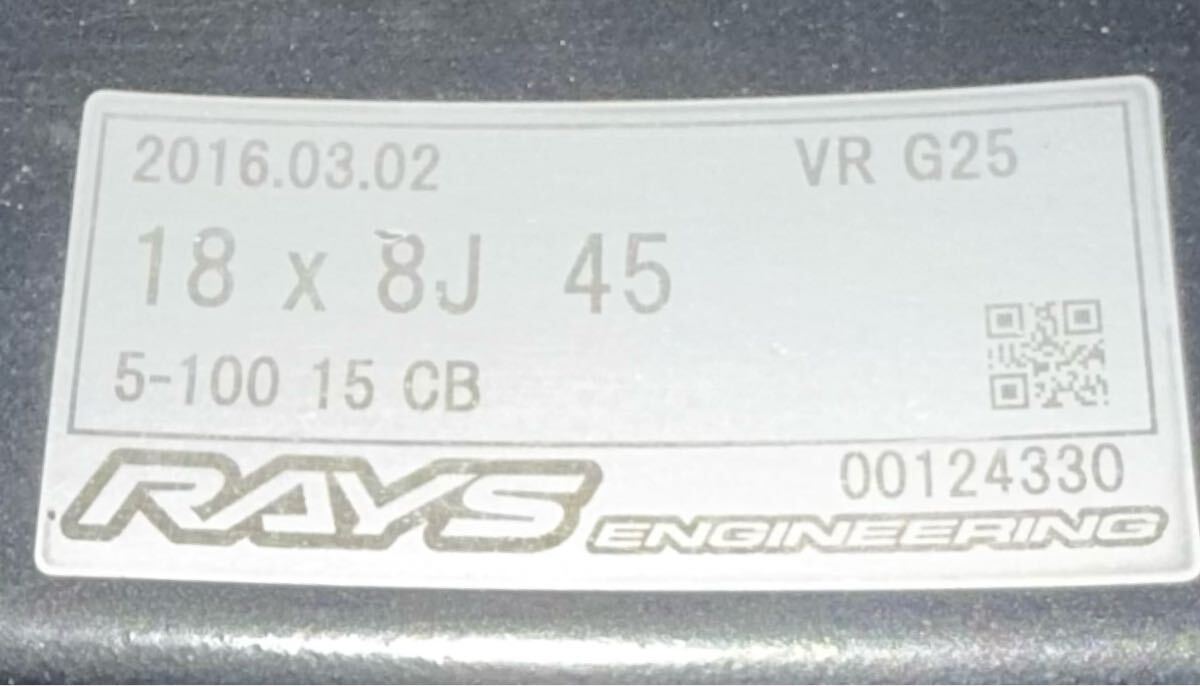 2016.03.02 VR G25
18 x 8J 45
5-100 15 CB
00124330
RAYS ENGINEERING